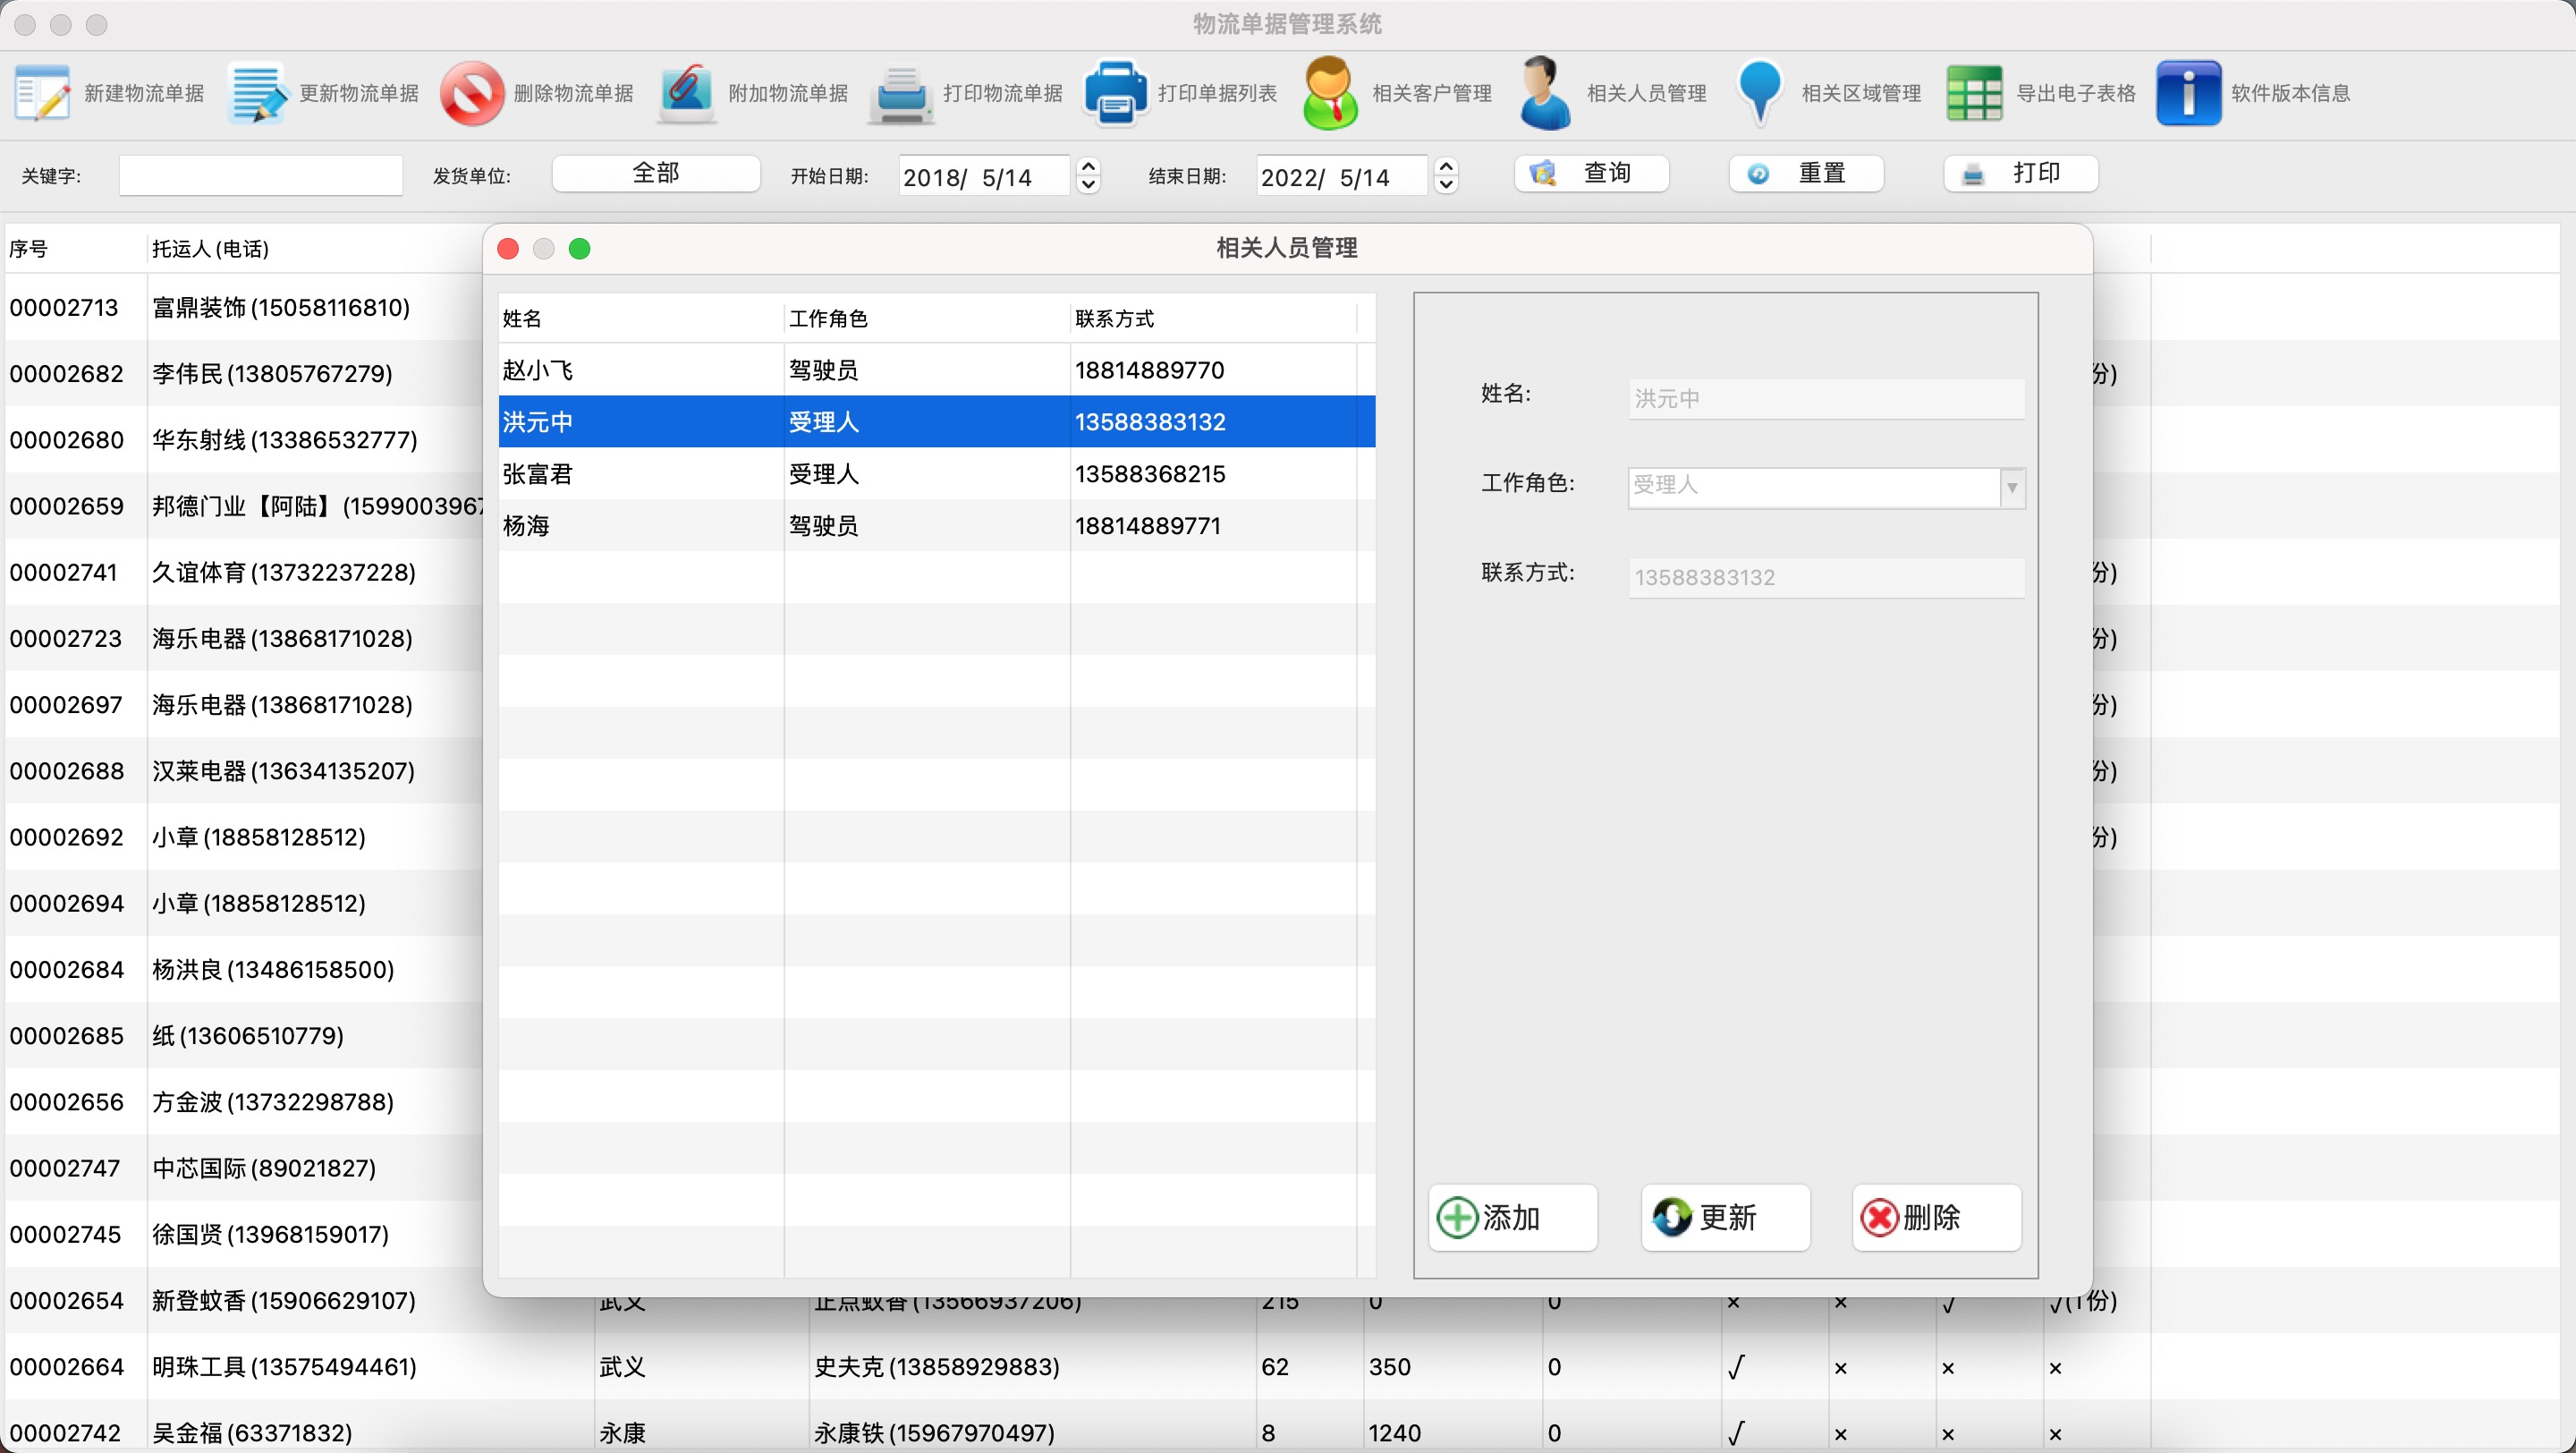 物流单据管理系统
新建物流单据 更新物流单据 删除物流单据 附加物流单据 打印物流单据 打印单据列表 相关客户管理 相关人员管理 相关区域管理 导出电子表格 软件版本信息
关键字: 发货单位: 全部 开始日期: 2018/ 5/14 结束日期: 2022/ 5/14 查询 重置 打印
序号 托运人(电话)
00002713 富鼎装饰(15058116810)
00002682 李伟民(13805767279) 份)
00002680 华东射线(13386532777)
00002659 邦德门业【阿陆】(1599003967
00002741 久谊体育(13732237228) 份)
00002723 海乐电器(13868171028) 份)
00002697 海乐电器(13868171028) 份)
00002688 汉莱电器(13634135207) 份)
00002692 小章(18858128512) 份)
00002694 小章(18858128512)
00002684 杨洪良(13486158500)
00002685 纸(13606510779)
00002656 方金波(13732298788)
00002747 中芯国际(89021827)
00002745 徐国贤(13968159017)
00002654 新登蚊香(15906629107) 武义 正点蚊香(13566937206) 215 0 0 × × √ √(1份)
00002664 明珠工具(13575494461) 武义 史夫克(13858929883) 62 350 0 √ × × ×
00002742 吴金福(63371832) 永康 永康铁(15967970497) 8 1240 0 √ × × ×
相关人员管理
姓名 工作角色 联系方式
赵小飞 驾驶员 18814889770
洪元中 受理人 13588383132
张富君 受理人 13588368215
杨海 驾驶员 18814889771
姓名: 洪元中
工作角色: 受理人
联系方式: 13588383132
添加 更新 删除